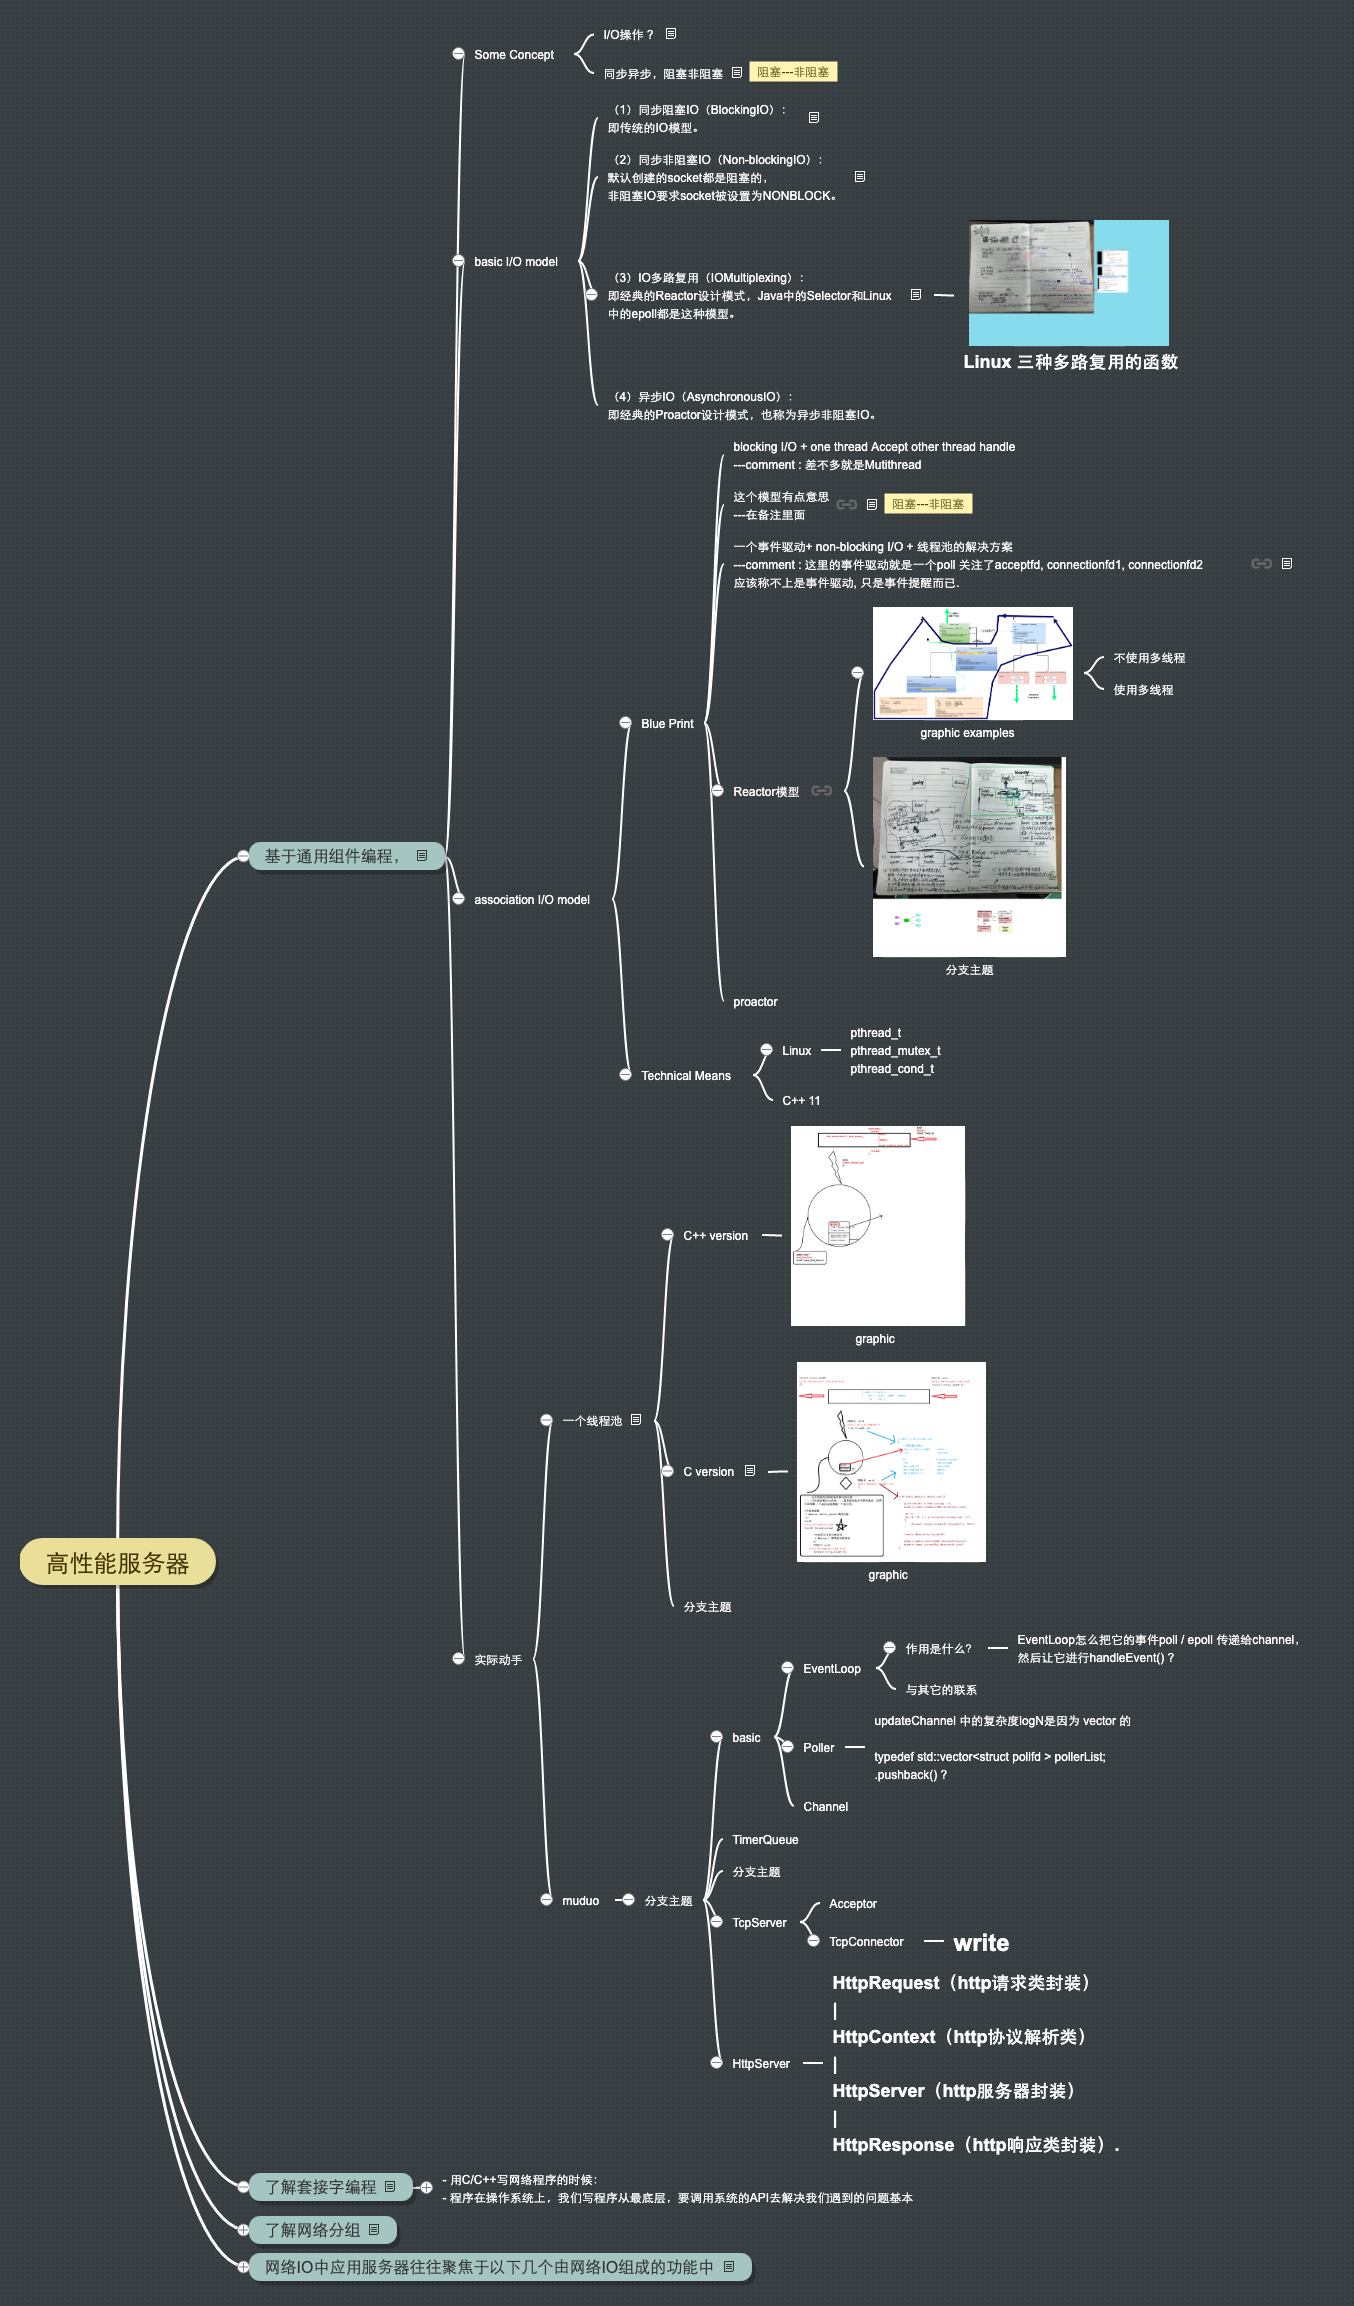 I/O操作？
Some Concept
同步异步，阻塞非阻塞
阻塞---非阻塞
（1）同步阻塞IO（BlockingIO）：
即传统的IO模型。
（2）同步非阻塞IO（Non-blockingIO）：
默认创建的socket都是阻塞的，
非阻塞IO要求socket被设置为NONBLOCK。
basic I/O model
（3）IO多路复用（IOMultiplexing）：
即经典的Reactor设计模式，Java中的Selector和Linux
中的epoll都是这种模型。
Linux 三种多路复用的函数
（4）异步IO（AsynchronousIO）：
即经典的Proactor设计模式，也称为异步非阻塞IO。
blocking I/O + one thread Accept other thread handle
---comment : 差不多就是Mutithread
这个模型有点意思
---在备注里面
阻塞---非阻塞
一个事件驱动+ non-blocking I/O + 线程池的解决方案
---comment : 这里的事件驱动就是一个poll 关注了acceptfd, connectionfd1, connectionfd2
应该称不上是事件驱动, 只是事件提醒而已.
不使用多线程
使用多线程
graphic examples
Blue Print
Reactor模型
分支主题
proactor
基于通用组件编程，
association I/O model
Technical Means
Linux
pthread_t
pthread_mutex_t
pthread_cond_t
C++ 11
C++ version
graphic
一个线程池
C version
graphic
分支主题
高性能服务器
实际动手
EventLoop
作用是什么?
EventLoop怎么把它的事件poll / epoll 传递给channel，
然后让它进行handleEvent()？
与其它的联系
basic
Poller
updateChannel 中的复杂度logN是因为 vector 的
typedef std::vector<struct pollfd > pollerList;
.pushback()？
Channel
TimerQueue
分支主题
muduo
分支主题
TcpServer
Acceptor
TcpConnector
write
HttpServer
HttpRequest（http请求类封装）
|
HttpContext（http协议解析类）
|
HttpServer（http服务器封装）
|
HttpResponse（http响应类封装）.
了解套接字编程
- 用C/C++写网络程序的时候：
- 程序在操作系统上，我们写程序从最底层，要调用系统的API去解决我们遇到的问题基本
了解网络分组
网络IO中应用服务器往往聚焦于以下几个由网络IO组成的功能中